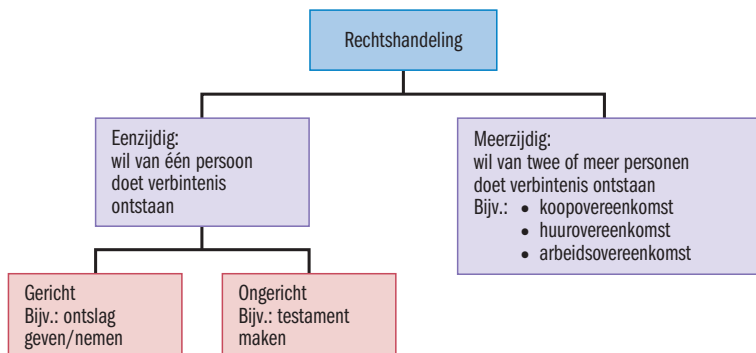 Rechtshandeling
Eenzijdig:
wil van één persoon
doet verbintenis
ontstaan
Meerzijdig:
wil van twee of meer personen
doet verbintenis ontstaan
Bijv.: • koopovereenkomst
• huurovereenkomst
• arbeidsovereenkomst
Gericht
Bijv.: ontslag
geven/nemen
Ongericht
Bijv.: testament
maken